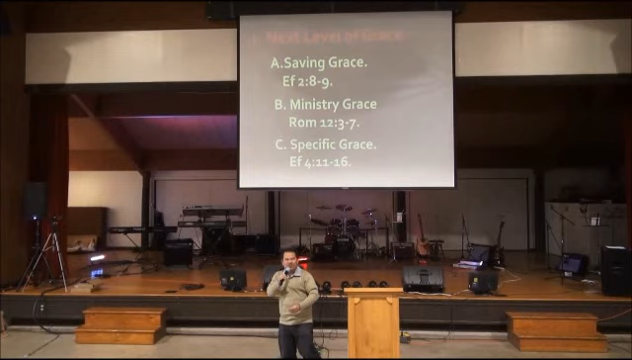 Next Level of Grace
A.Saving Grace.
Ef 2:8-9.
B. Ministry Grace
Rom 12:3-7.
C. Specific Grace.
Ef 4:11-16.